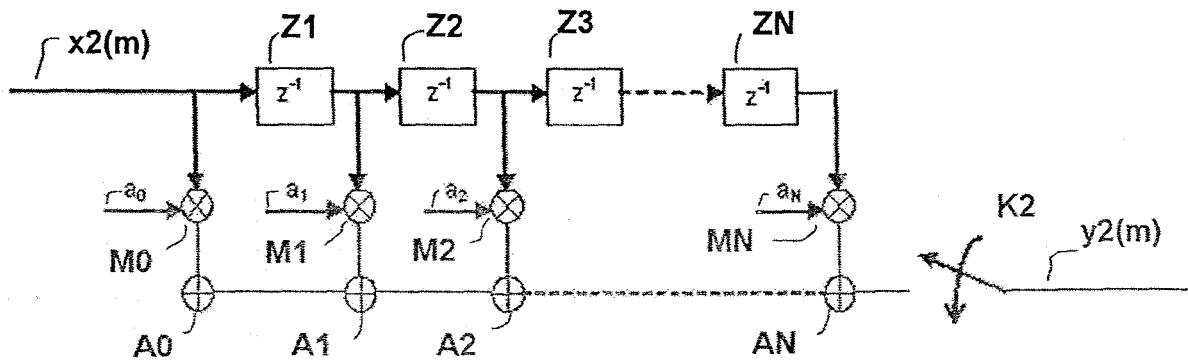 x2(m)
Z1
Z2
Z3
ZN
z⁻¹
z⁻¹
z⁻¹
z⁻¹
a₀
a₁
a₂
a_N
M0
M1
M2
MN
K2
y2(m)
A0
A1
A2
AN